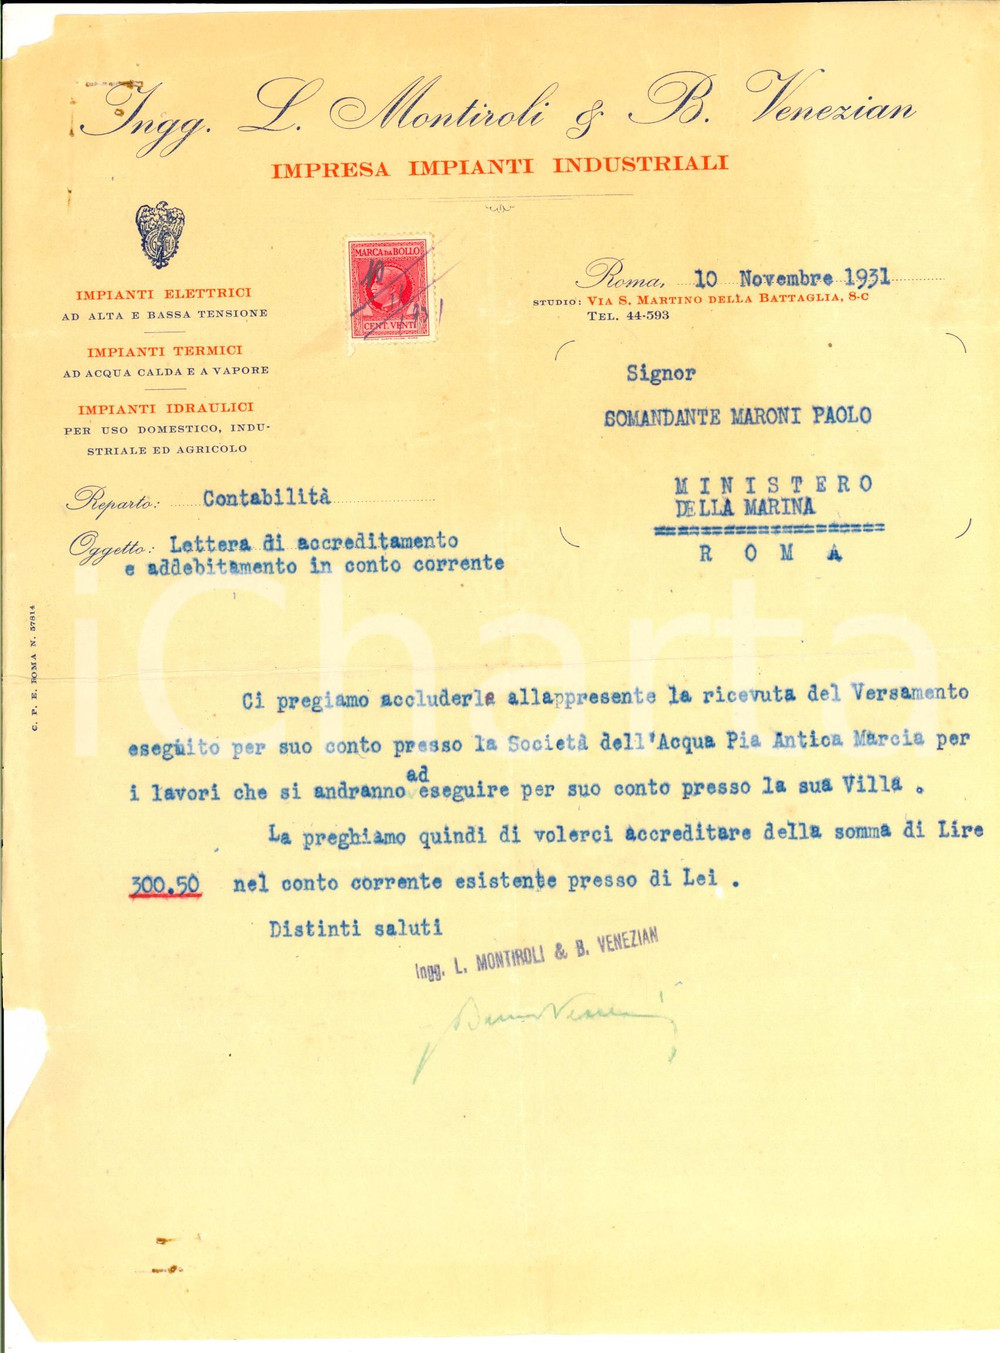 Ingg. L. Montiroli & B. Venezian
IMPRESA IMPIANTI INDUSTRIALI
MARCA DA BOLLO
CENT. VENTI
IMPIANTI ELETTRICI
AD ALTA E BASSA TENSIONE
IMPIANTI TERMICI
AD ACQUA CALDA E A VAPORE
IMPIANTI IDRAULICI
PER USO DOMESTICO, INDU-
STRIALE ED AGRICOLO
Roma, 10 Novembre 1931
STUDIO: VIA S. MARTINO DELLA BATTAGLIA, 8-C
TEL. 44-593
Signor
COMANDANTE MARONI PAOLO
MINISTERO
DELLA MARINA
ROMA
Reparto: Contabilità
Oggetto: Lettera di accreditamento
e addebitamento in conto corrente
C. P. E. ROMA N. 57814
iCharta
Ci pregiamo accluderle allappresente la ricevuta del Versamento
eseguito per suo conto presso la Società dell'Acqua Pia Antica Marcia per
i lavori che si andranno ad eseguire per suo conto presso la sua Villa .
La preghiamo quindi di volerci accreditare della somma di Lire
300.50 nel conto corrente esistente presso di Lei .
Distinti saluti
Ingg. L. MONTIROLI & B. VENEZIAN